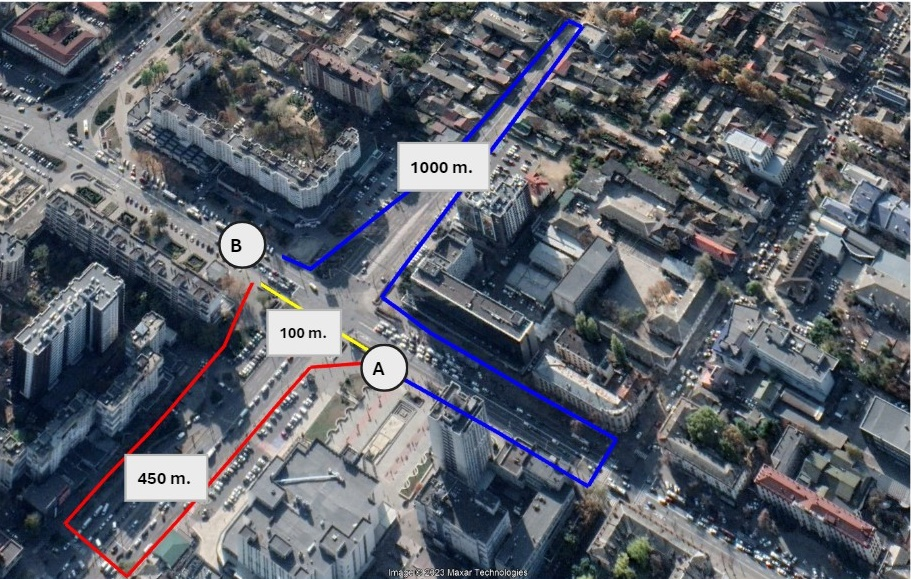 1000 m.
B
100 m.
A
450 m.
Image © 2023 Maxar Technologies